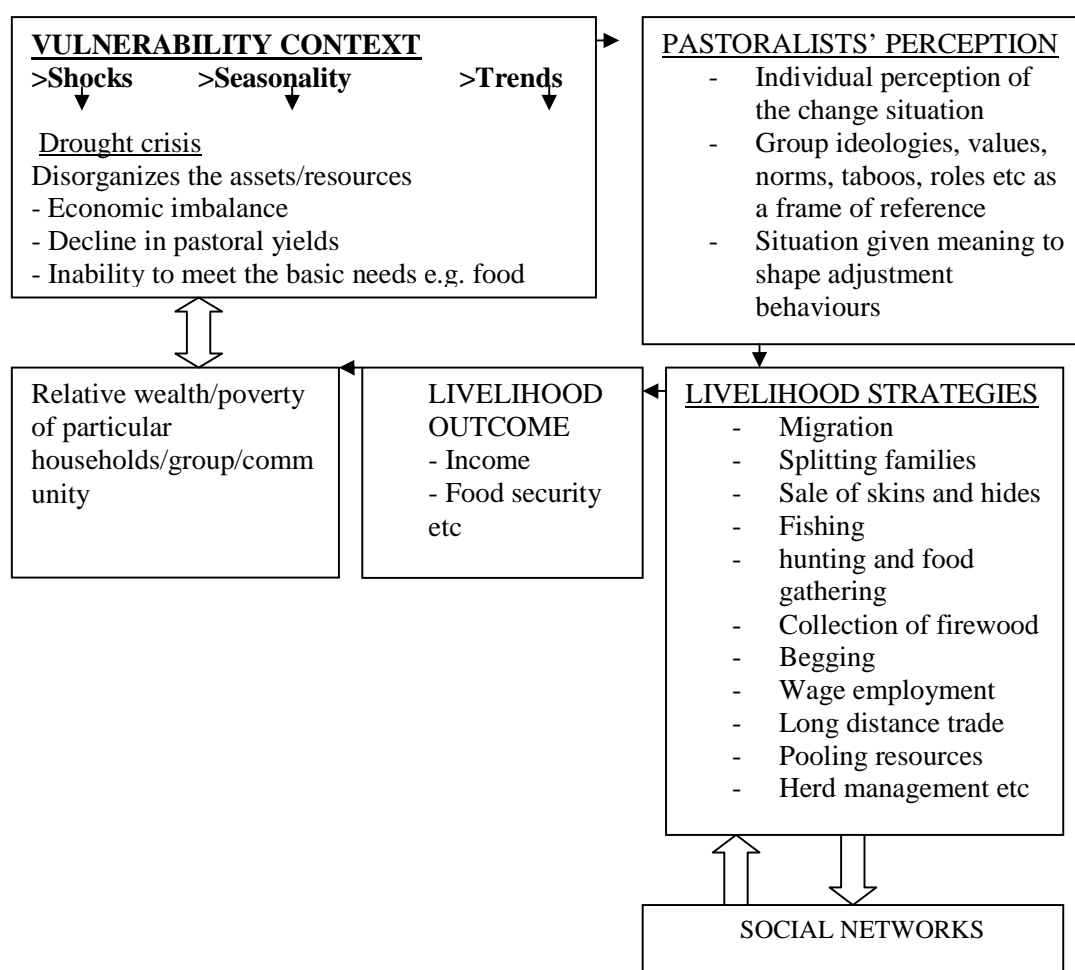 VULNERABILITY CONTEXT
>Shocks >Seasonality >Trends
Drought crisis
Disorganizes the assets/resources
- Economic imbalance
- Decline in pastoral yields
- Inability to meet the basic needs e.g. food
PASTORALISTS’ PERCEPTION
- Individual perception of
the change situation
- Group ideologies, values,
norms, taboos, roles etc as
a frame of reference
- Situation given meaning to
shape adjustment
behaviours
Relative wealth/poverty
of particular
households/group/comm
unity
LIVELIHOOD
OUTCOME
- Income
- Food security
etc
LIVELIHOOD STRATEGIES
- Migration
- Splitting families
- Sale of skins and hides
- Fishing
- hunting and food
gathering
- Collection of firewood
- Begging
- Wage employment
- Long distance trade
- Pooling resources
- Herd management etc
SOCIAL NETWORKS